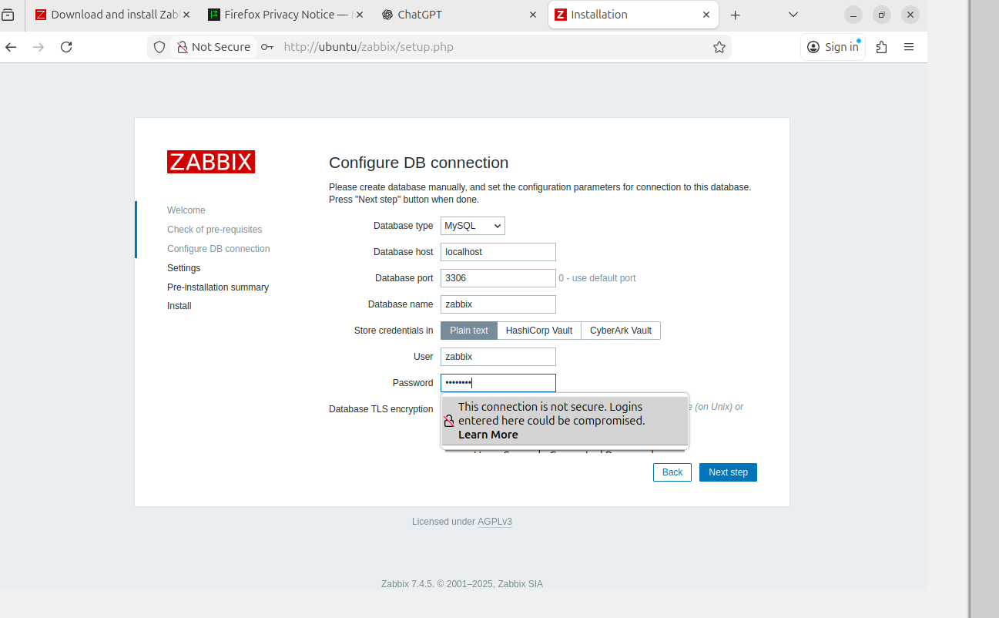 Download and install Zab
Firefox Privacy Notice —
ChatGPT
Installation
Not Secure
http://ubuntu/zabbix/setup.php
Sign in
ZABBIX
Welcome
Check of pre-requisites
Configure DB connection
Settings
Pre-installation summary
Install
Configure DB connection
Please create database manually, and set the configuration parameters for connection to this database.
Press "Next step" button when done.
Database type MySQL
Database host localhost
Database port 3306 0 - use default port
Database name zabbix
Store credentials in Plain text HashiCorp Vault CyberArk Vault
User zabbix
Password ••••••••
Database TLS encryption
(on Unix) or
This connection is not secure. Logins
entered here could be compromised.
Learn More
Back Next step
Licensed under AGPLv3
Zabbix 7.4.5. © 2001–2025, Zabbix SIA